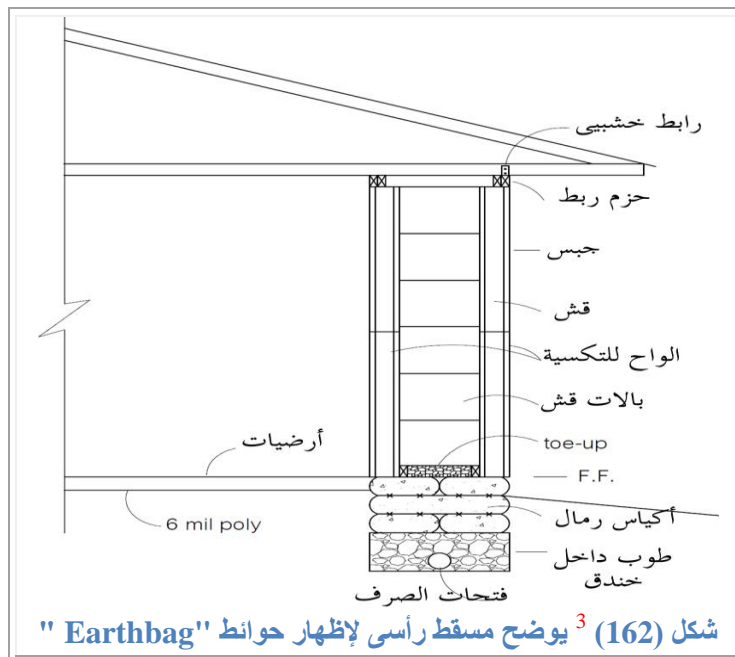 رابط خشبيى
حزم ربط
جبس
قش
الواح للتكسية
بالات قش
أرضيات
toe-up
F.F.
6 mil poly
أكياس رمال
طوب داخل
خندق
فتحات الصرف
شكل (162) 3 يوضح مسقط رأسى لإظهار حوائط "Earthbag "